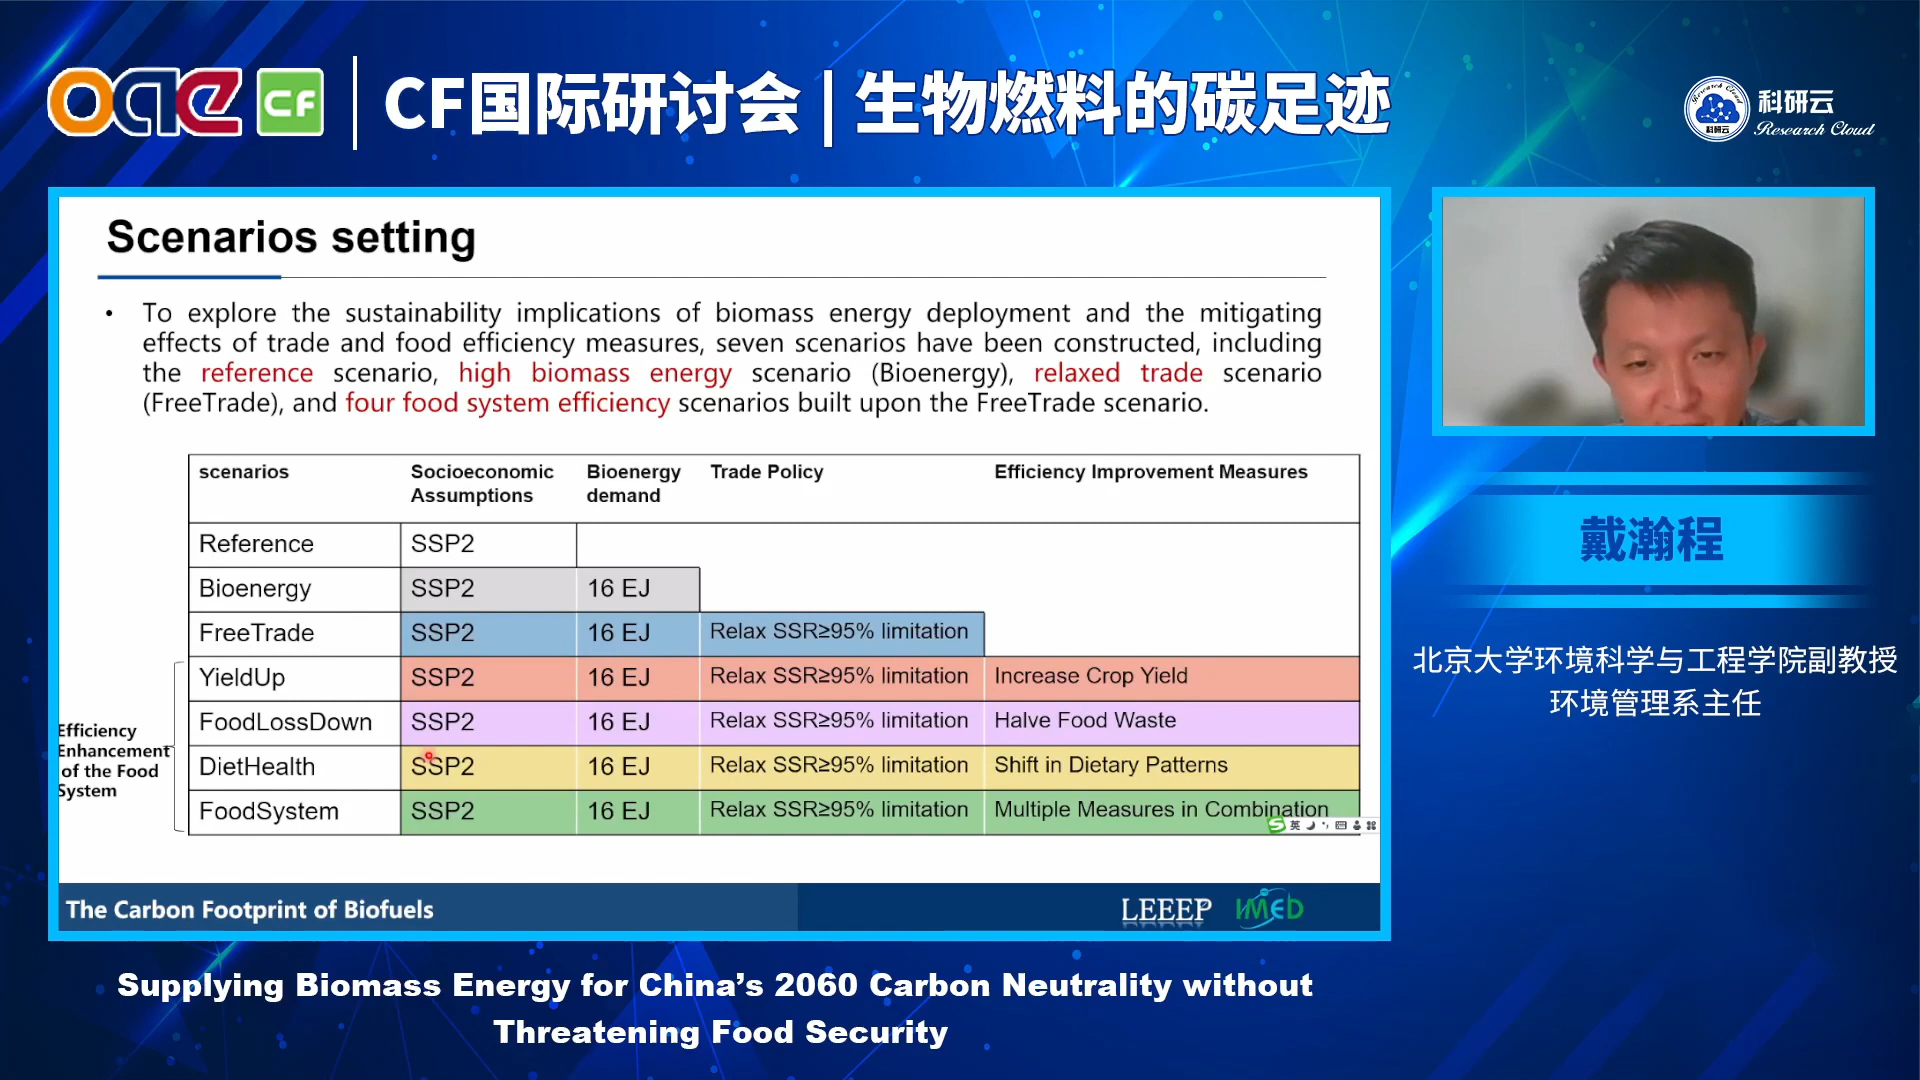 oae CF
CF国际研讨会 | 生物燃料的碳足迹
Research Cloud
科研云
科研云
Research Cloud
Scenarios setting
• To explore the sustainability implications of biomass energy deployment and the mitigating
effects of trade and food efficiency measures, seven scenarios have been constructed, including
the reference scenario, high biomass energy scenario (Bioenergy), relaxed trade scenario
(FreeTrade), and four food system efficiency scenarios built upon the FreeTrade scenario.
scenarios Socioeconomic Assumptions Bioenergy demand Trade Policy Efficiency Improvement Measures
Reference SSP2
Bioenergy SSP2 16 EJ
FreeTrade SSP2 16 EJ Relax SSR≥95% limitation
YieldUp SSP2 16 EJ Relax SSR≥95% limitation Increase Crop Yield
FoodLossDown SSP2 16 EJ Relax SSR≥95% limitation Halve Food Waste
DietHealth SSP2 16 EJ Relax SSR≥95% limitation Shift in Dietary Patterns
FoodSystem SSP2 16 EJ Relax SSR≥95% limitation Multiple Measures in Combination
Efficiency
Enhancement
of the Food
System
S 英
The Carbon Footprint of Biofuels
LEEEP IMED
戴瀚程
北京大学环境科学与工程学院副教授
环境管理系主任
Supplying Biomass Energy for China’s 2060 Carbon Neutrality without
Threatening Food Security